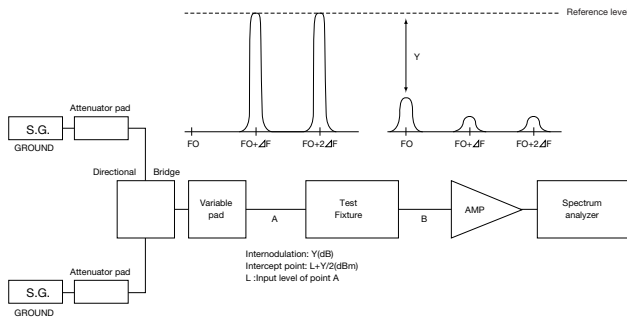 Reference level
Y
FO
FO+⊿F
FO+2⊿F
FO
FO+⊿F
FO+2⊿F
Attenuator pad
S.G.
GROUND
Directional
Bridge
Variable
pad
A
Test
Fixture
B
AMP
Spectrum
analyzer
Internodulation: Y(dB)
Intercept point: L+Y/2(dBm)
L :Input level of point A
Attenuator pad
S.G.
GROUND